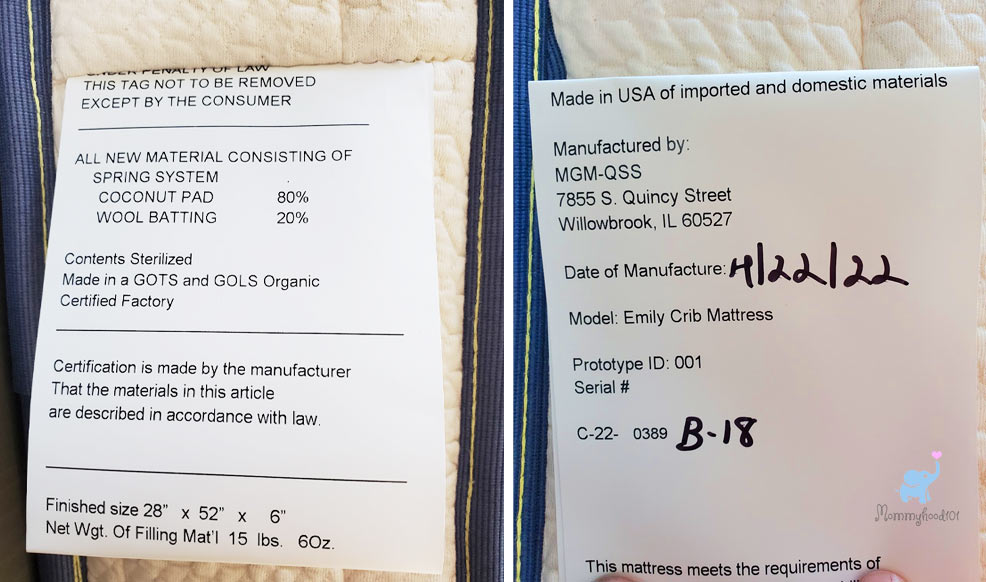 UNDER PENALTY OF LAW
THIS TAG NOT TO BE REMOVED
EXCEPT BY THE CONSUMER
ALL NEW MATERIAL CONSISTING OF
SPRING SYSTEM
COCONUT PAD 80%
WOOL BATTING 20%
Contents Sterilized
Made in a GOTS and GOLS Organic
Certified Factory
Certification is made by the manufacturer
That the materials in this article
are described in accordance with law.
Finished size 28” x 52” x 6”
Net Wgt. Of Filling Mat'l 15 lbs. 6Oz.
Made in USA of imported and domestic materials
Manufactured by:
MGM-QSS
7855 S. Quincy Street
Willowbrook, IL 60527
Date of Manufacture: 4/22/22
Model: Emily Crib Mattress
Prototype ID: 001
Serial #
C-22- 0389 B-18
Mommyhood101
This mattress meets the requirements of